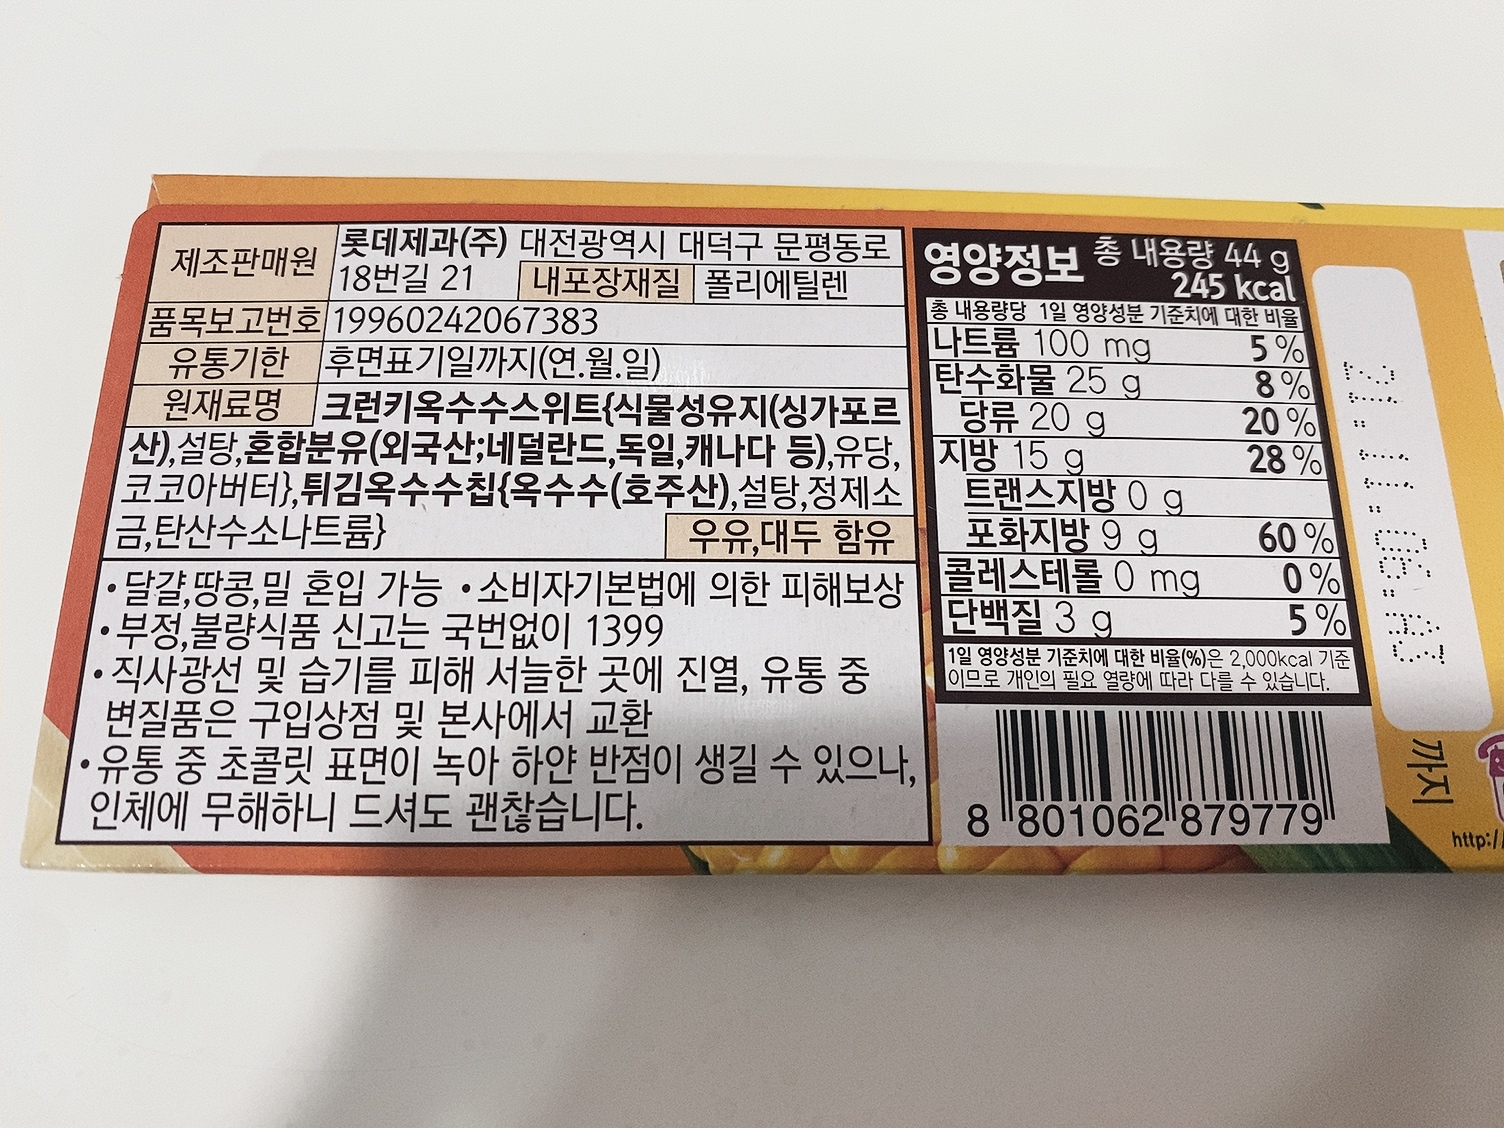 제조판매원 롯데제과(주) 대전광역시 대덕구 문평동로
18번길 21 내포장재질 폴리에틸렌
품목보고번호 19960242067383
유통기한 후면표기일까지(연.월.일)
원재료명 크런키옥수수스위트{식물성유지(싱가포르
산),설탕,혼합분유(외국산;네덜란드,독일,캐나다 등),유당,
코코아버터},튀김옥수수칩{옥수수(호주산),설탕,정제소
금,탄산수소나트륨}
우유,대두 함유
•달걀,땅콩,밀 혼입 가능 •소비자기본법에 의한 피해보상
•부정,불량식품 신고는 국번없이 1399
•직사광선 및 습기를 피해 서늘한 곳에 진열, 유통 중
변질품은 구입상점 및 본사에서 교환
•유통 중 초콜릿 표면이 녹아 하얀 반점이 생길 수 있으나,
인체에 무해하니 드셔도 괜찮습니다.
영양정보 총 내용량 44 g
245 kcal
총 내용량당 1일 영양성분 기준치에 대한 비율
나트륨 100 mg 5 %
탄수화물 25 g 8 %
당류 20 g 20 %
지방 15 g 28 %
트랜스지방 0 g
포화지방 9 g 60 %
콜레스테롤 0 mg 0 %
단백질 3 g 5 %
1일 영양성분 기준치에 대한 비율(%)은 2,000kcal 기준
이므로 개인의 필요 열량에 따라 다를 수 있습니다.
8 801062 879779
까지
http://